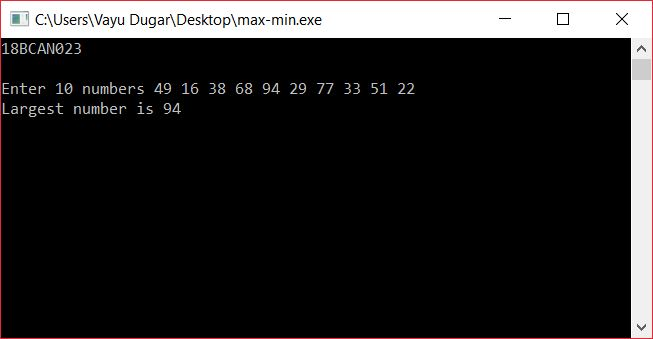 C:\Users\Vayu Dugar\Desktop\max-min.exe
18BCAN023
Enter 10 numbers 49 16 38 68 94 29 77 33 51 22
Largest number is 94